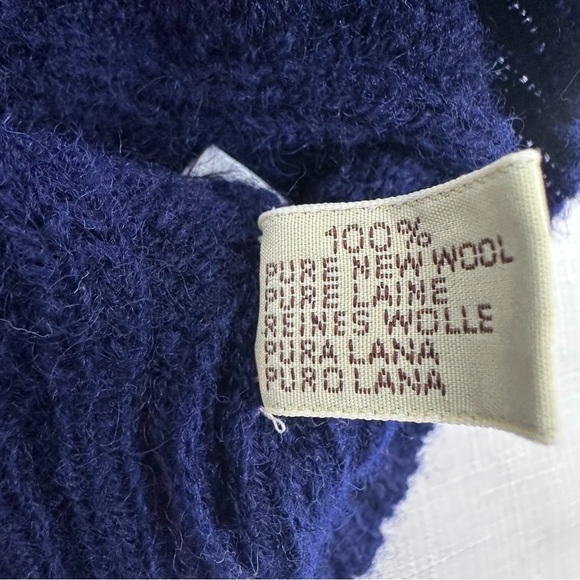 100%
PURE NEW WOOL
PURE LAINE
REINES WOLLE
PURA LANA
PURO LANA